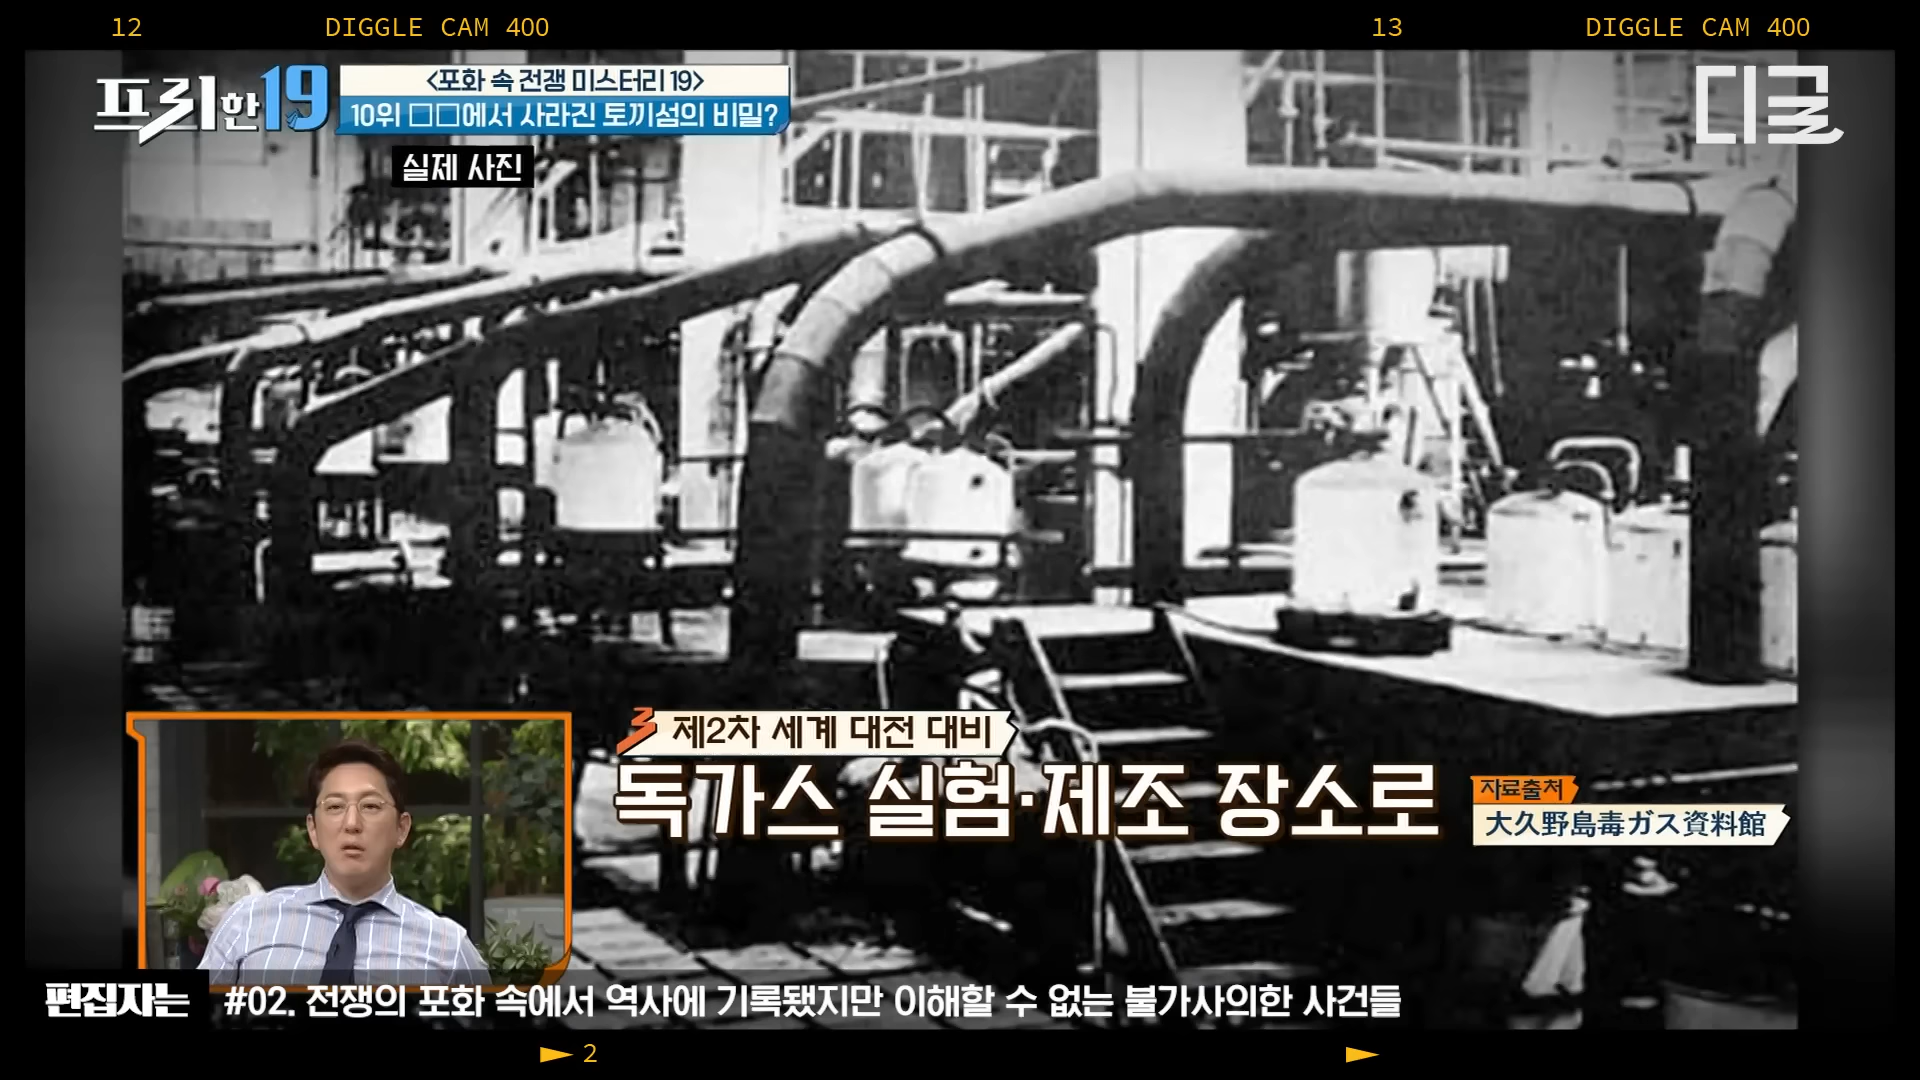 12 DIGGLE CAM 400 13 DIGGLE CAM 400
프리한19
<포화 속 전쟁 미스터리 19>
10위 □□에서 사라진 토끼섬의 비밀?
디글
실제 사진
제2차 세계 대전 대비
독가스 실험·제조 장소로
자료출처
大久野島毒ガス資料館
편집자는 #02. 전쟁의 포화 속에서 역사에 기록됐지만 이해할 수 없는 불가사의한 사건들
2